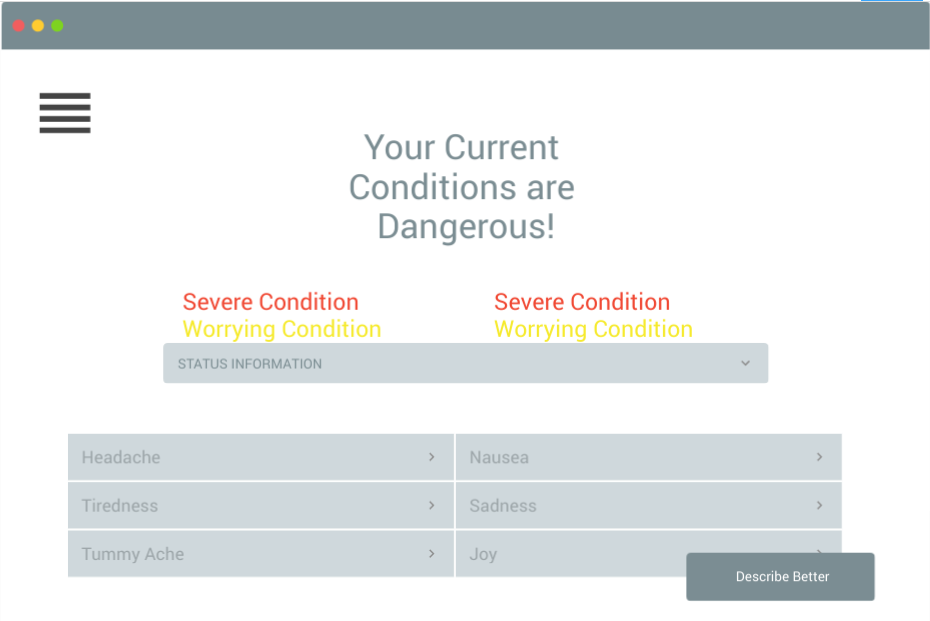 Your Current
Conditions are
Dangerous!
Severe Condition
Severe Condition
Worrying Condition
Worrying Condition
STATUS INFORMATION
Headache
Nausea
Tiredness
Sadness
Tummy Ache
Joy
Describe Better